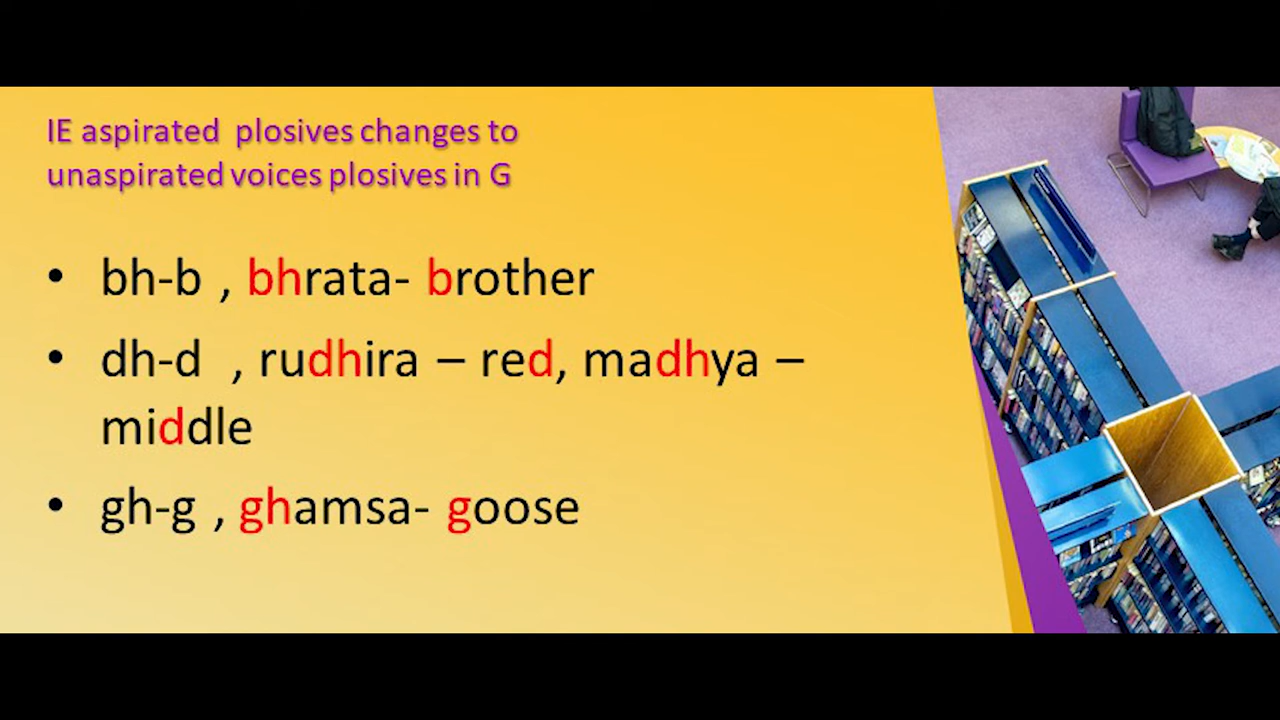 IE aspirated plosives changes to
unaspirated voices plosives in G
• bh-b , bhrata- brother
• dh-d , rudhira – red, madhya –
middle
• gh-g , ghamsa- goose